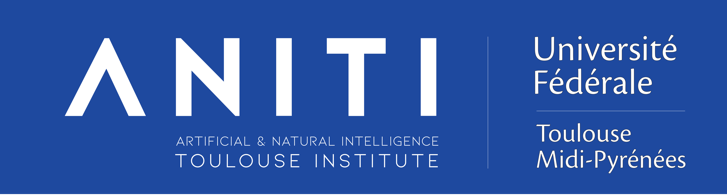 ANITI
ARTIFICIAL & NATURAL INTELLIGENCE
TOULOUSE INSTITUTE
Université
Fédérale
Toulouse
Midi-Pyrénées